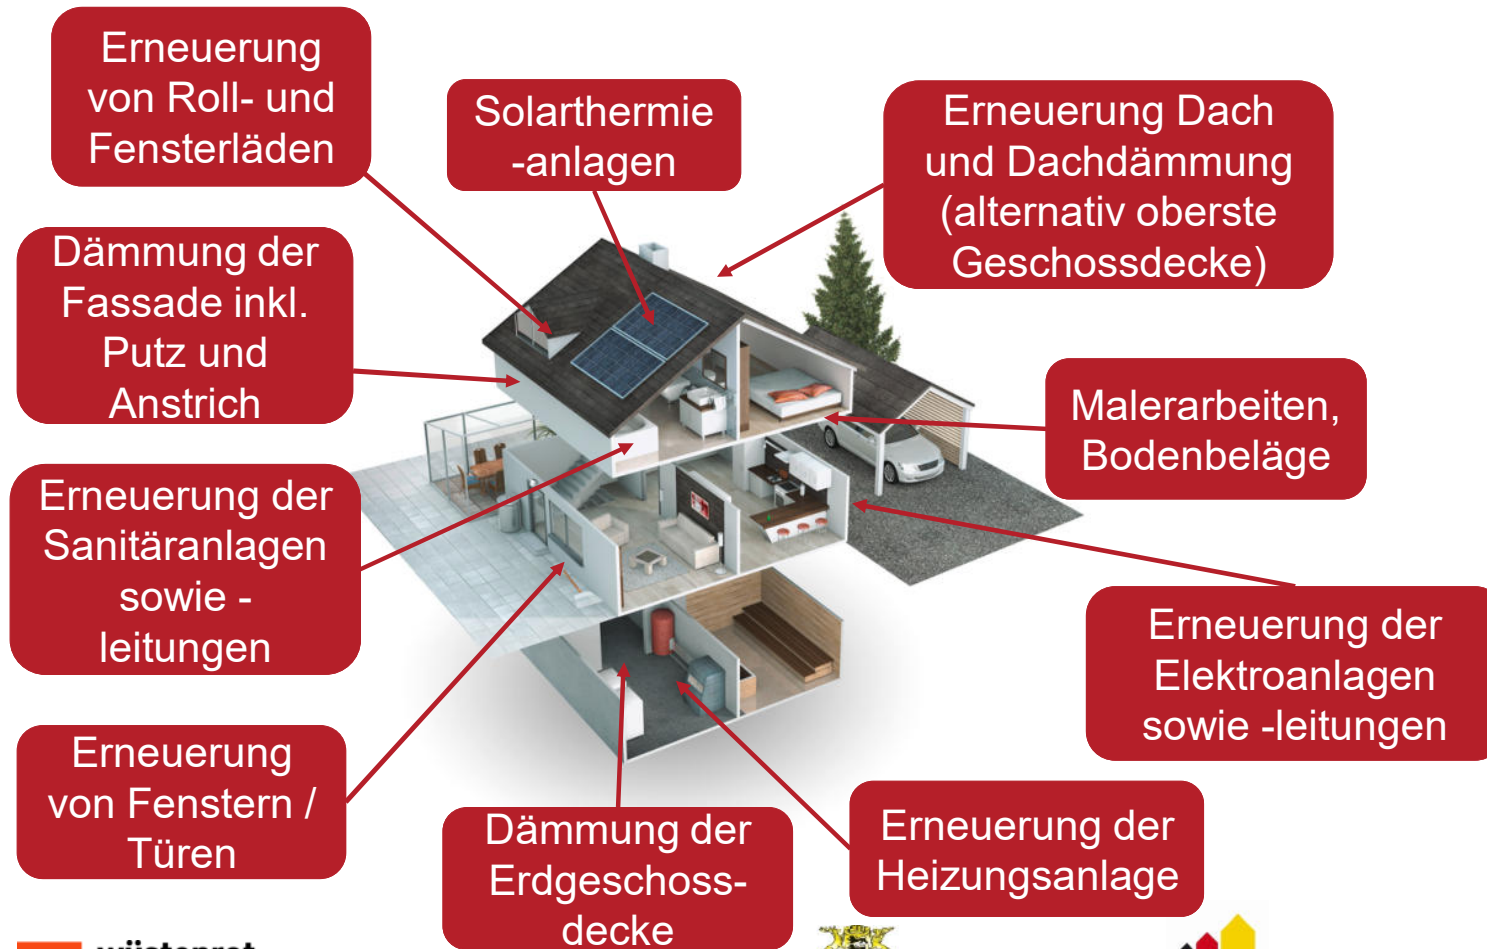 Erneuerung
von Roll- und
Fensterläden
Solarthermie
-anlagen
Erneuerung Dach
und Dachdämmung
(alternativ oberste
Geschossdecke)
Dämmung der
Fassade inkl.
Putz und
Anstrich
Malerarbeiten,
Bodenbeläge
Erneuerung der
Sanitäranlagen
sowie -
leitungen
Erneuerung der
Elektroanlagen
sowie -leitungen
Erneuerung
von Fenstern /
Türen
Dämmung der
Erdgeschoss-
decke
Erneuerung der
Heizungsanlage
wüstenrot